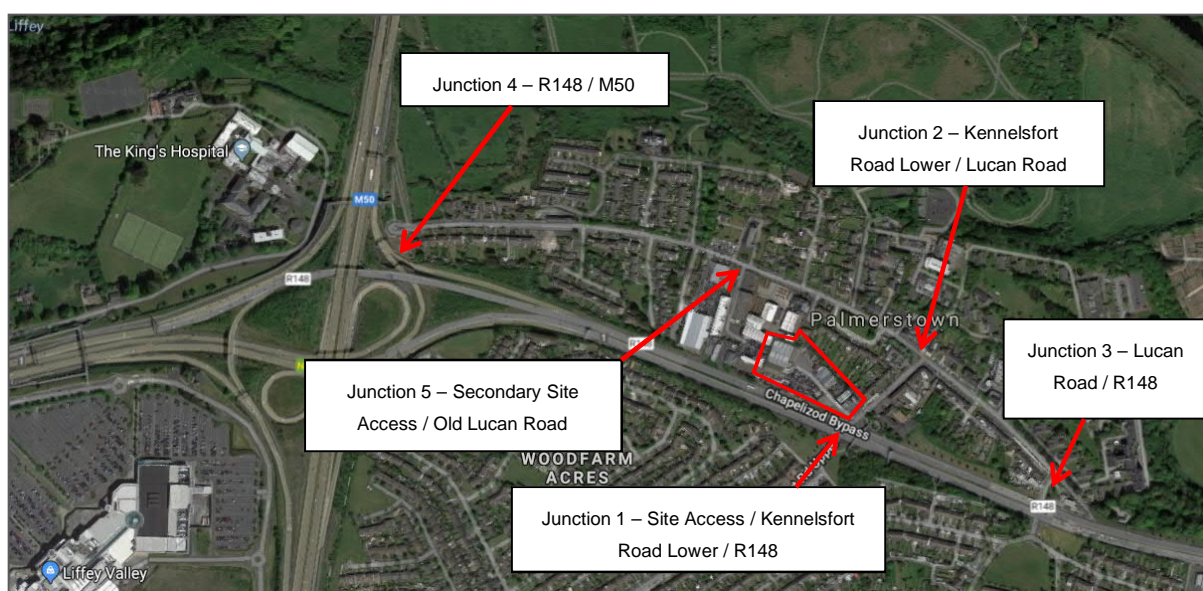 Liffey
Junction 4 – R148 / M50
Junction 2 – Kennelsfort
Road Lower / Lucan Road
The King's Hospital
M50
R148
Palmerstown
Junction 3 – Lucan
Road / R148
Junction 5 – Secondary Site
Access / Old Lucan Road
Chapelizod Bypass
WOODFARM
ACRES
R148
Junction 1 – Site Access / Kennelsfort
Road Lower / R148
Liffey Valley